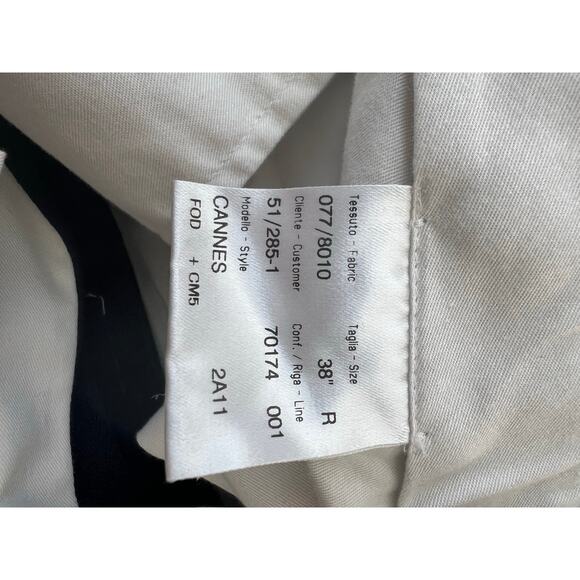 Tessuto - Fabric Taglia - Size
077/8010 38" R
Cliente - Customer Conf. / Riga - Line
51/285-1 70174 001
Modello - Style
CANNES 2A11
FOD + CM5